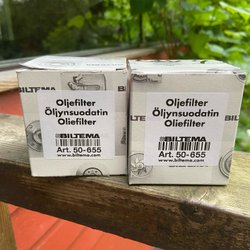 Oljefilter
Öljynsuodatin
Oliefilter
BILTEMA
Art. 50-655
www.biltema.com
Oljefilter
Öljynsuodatin
Oliefilter
BILTEMA
Art. 50-655
www.biltema.com